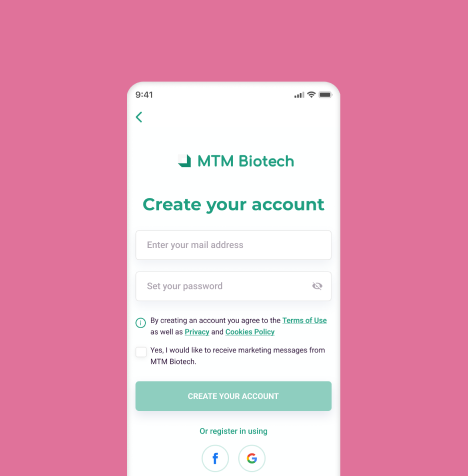 9:41
MTM Biotech
Create your account
Enter your mail address
Set your password
By creating an account you agree to the Terms of Use
as well as Privacy and Cookies Policy
Yes, I would like to receive marketing messages from
MTM Biotech.
CREATE YOUR ACCOUNT
Or register in using